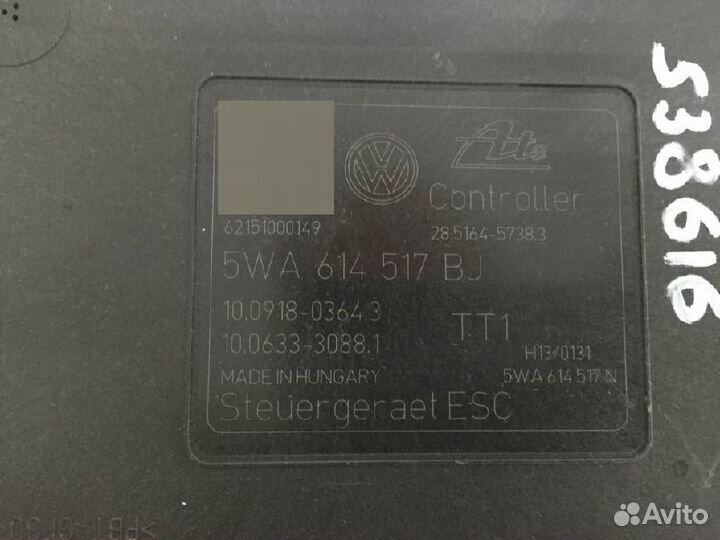 Ate
Controller
62151000149
28.5164-5738.3
5WA 614 517 BJ
10.0918-0364.3
10.0633-3088.1
TT1
H13/0131
MADE IN HUNGARY
5WA 614 517 N
Steuergeraet ESC
538616
Avito